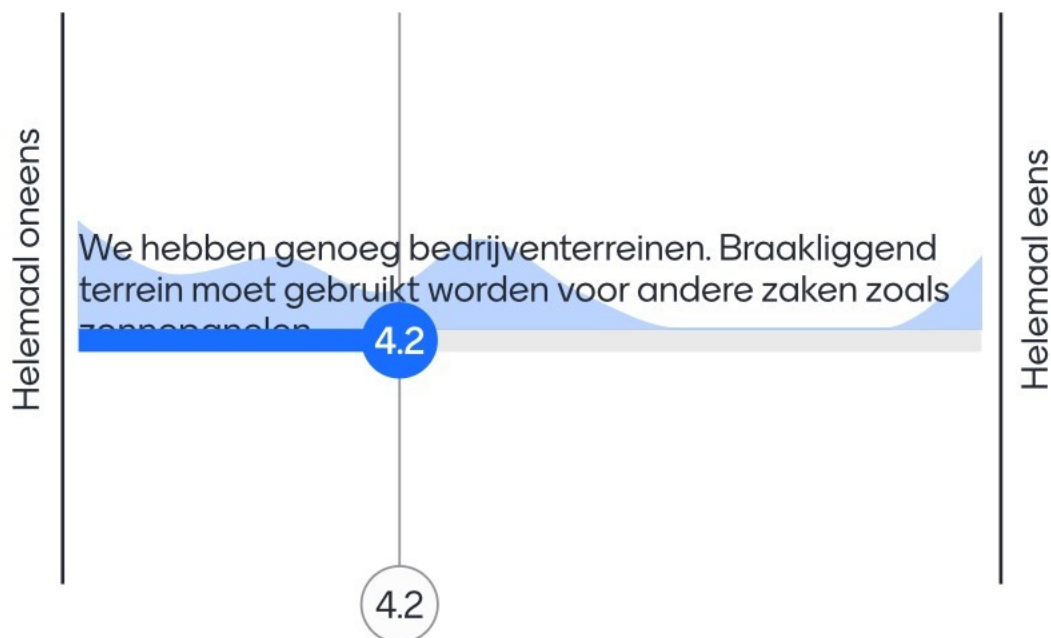 Helemaal oneens
We hebben genoeg bedrijventerreinen. Braakliggend
terrein moet gebruikt worden voor andere zaken zoals
zonnepanelen.
4.2
4.2
Helemaal eens